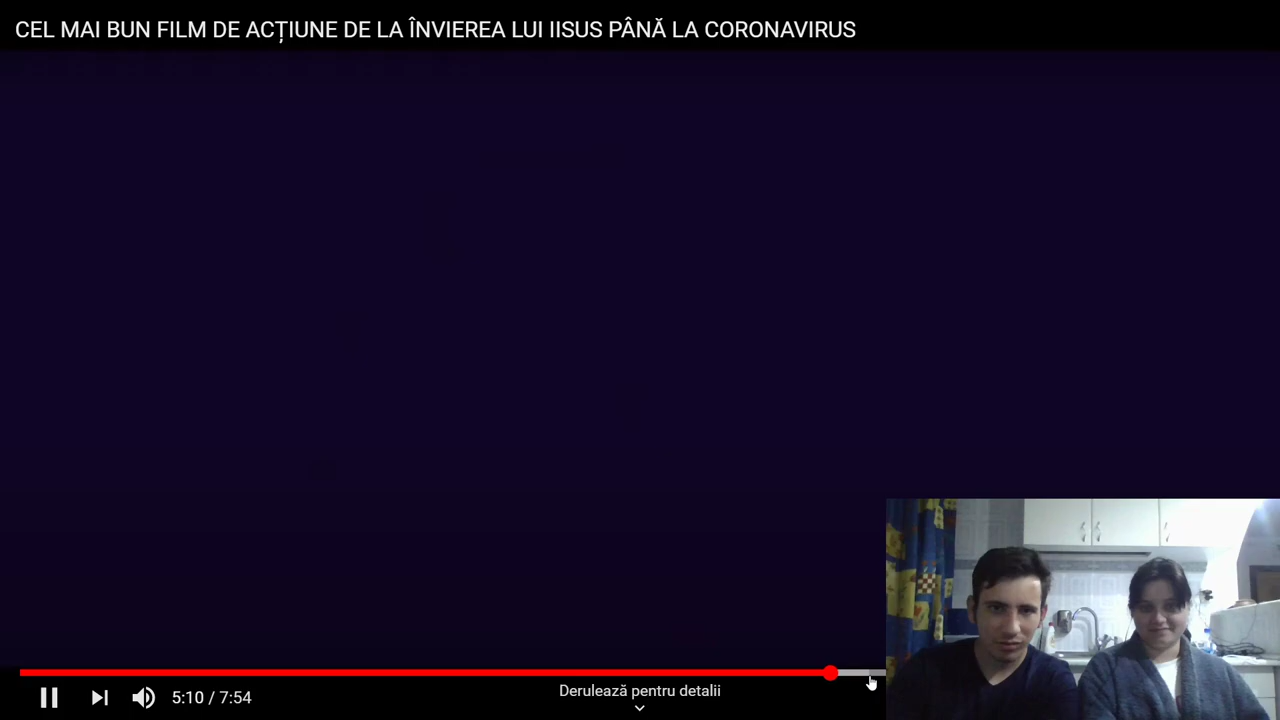 CEL MAI BUN FILM DE ACȚIUNE DE LA ÎNVIEREA LUI IISUS PÂNĂ LA CORONAVIRUS
5:10 / 7:54
Derulează pentru detalii